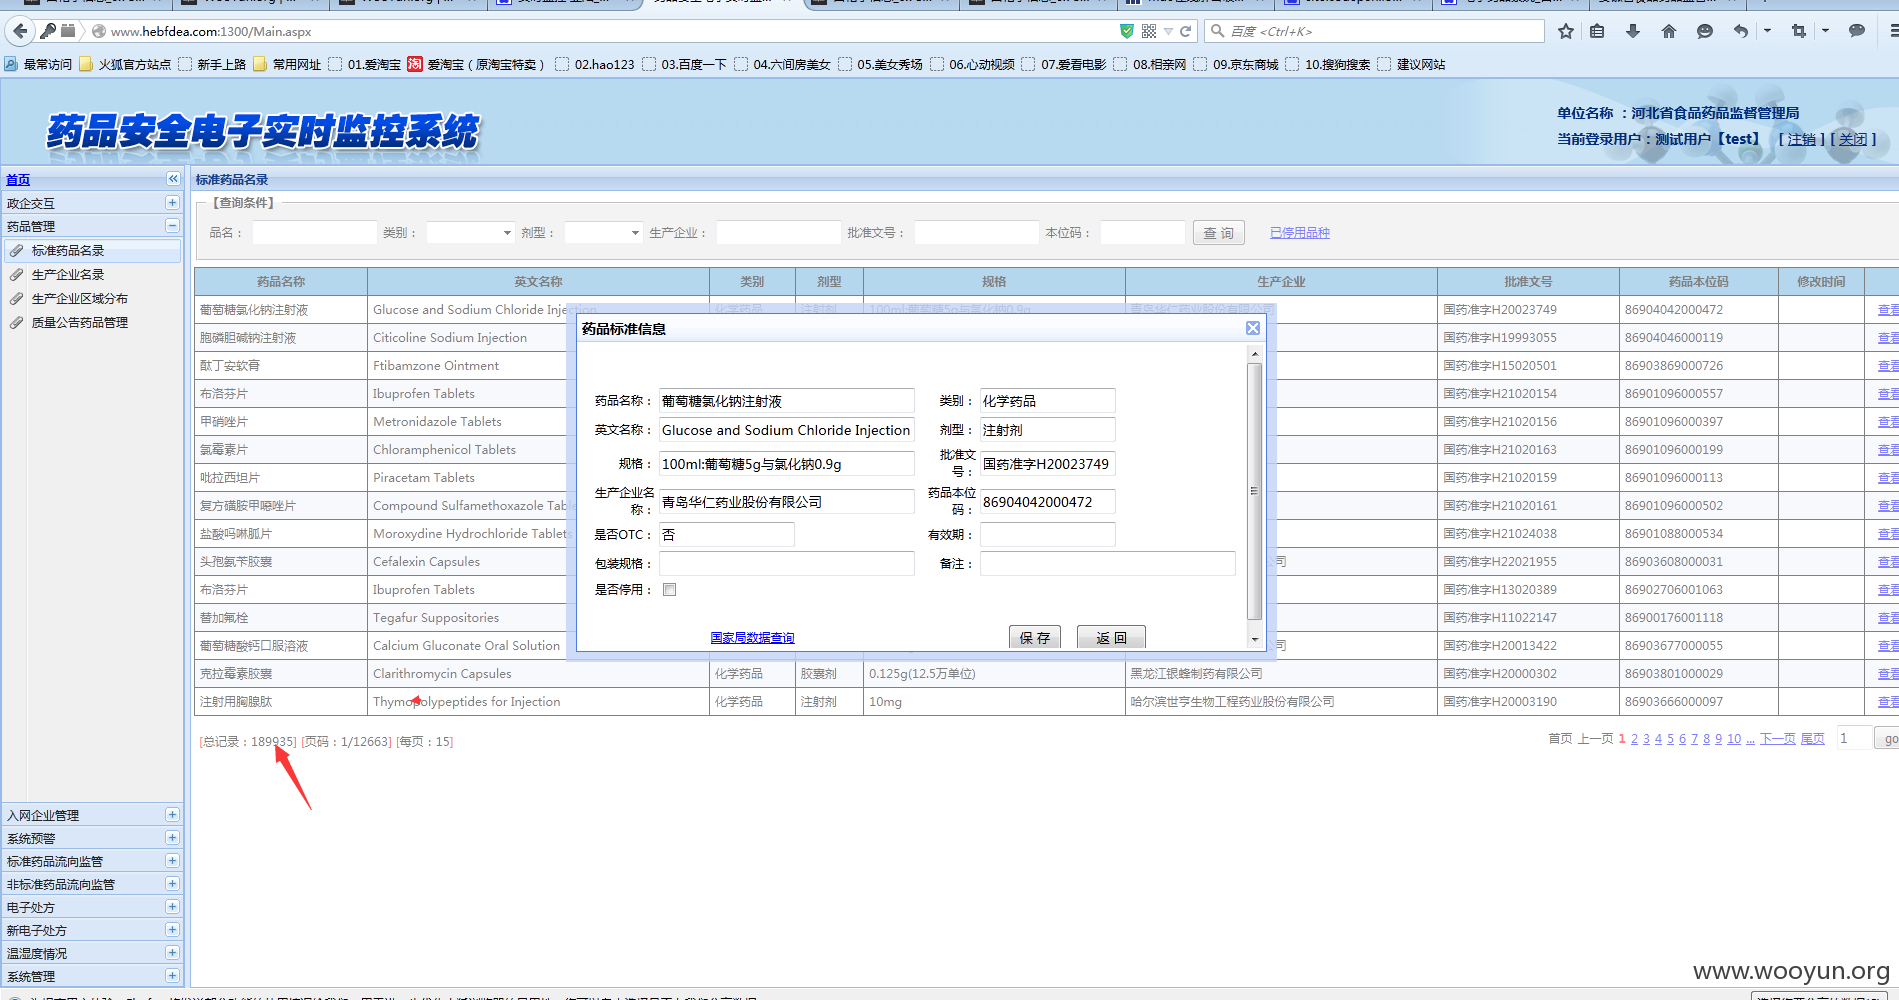 www.hebfdea.com:1300/Main.aspx
百度 <Ctrl+K>
最常访问 火狐官方站点 新手上路 常用网址 01.爱淘宝 爱淘宝（原淘宝特卖） 02.hao123 03.百度一下 04.六间房美女 05.美女秀场 06.心动视频 07.爱看电影 08.相亲网 09.京东商城 10.搜狗搜索 建议网站
药品安全电子实时监控系统
单位名称 ：河北省食品药品监督管理局
当前登录用户：测试用户【test】 [ 注销 ] [ 关闭 ]
首页
政企交互
药品管理
标准药品名录
生产企业名录
生产企业区域分布
质量公告药品管理
入网企业管理
系统预警
标准药品流向监管
非标准药品流向监管
电子处方
新电子处方
温湿度情况
系统管理
标准药品名录
【查询条件】
品名： 类别： 剂型： 生产企业： 批准文号： 本位码： 查 询 已停用品种
药品名称 英文名称 类别 剂型 规格 生产企业 批准文号 药品本位码 修改时间
葡萄糖氯化钠注射液 Glucose and Sodium Chloride Injection 化学药品 注射剂 100ml:葡萄糖5g与氯化钠0.9g 青岛华仁药业股份有限公司 国药准字H20023749 86904042000472 查看
胞磷胆碱钠注射液 Citicoline Sodium Injection 国药准字H19993055 86904046000119 查看
酞丁安软膏 Ftibamzone Ointment 国药准字H15020501 86903869000726 查看
布洛芬片 Ibuprofen Tablets 国药准字H21020154 86901096000557 查看
甲硝唑片 Metronidazole Tablets 国药准字H21020156 86901096000397 查看
氯霉素片 Chloramphenicol Tablets 国药准字H21020163 86901096000199 查看
吡拉西坦片 Piracetam Tablets 国药准字H21020159 86901096000113 查看
复方磺胺甲噁唑片 Compound Sulfamethoxazole Tab 国药准字H21020161 86901096000502 查看
盐酸吗啉胍片 Moroxydine Hydrochloride Tablets 国药准字H21024038 86901088000534 查看
头孢氨苄胶囊 Cefalexin Capsules 司 国药准字H22021955 86903608000031 查看
布洛芬片 Ibuprofen Tablets 国药准字H13020389 86902706001063 查看
替加氟栓 Tegafur Suppositories 国药准字H11022147 86900176001118 查看
葡萄糖酸钙口服溶液 Calcium Gluconate Oral Solution 司 国药准字H20013422 86903677000055 查看
克拉霉素胶囊 Clarithromycin Capsules 化学药品 胶囊剂 0.125g(12.5万单位) 黑龙江银蜂制药有限公司 国药准字H20000302 86903801000029 查看
注射用胸腺肽 Thymopolypeptides for Injection 化学药品 注射剂 10mg 哈尔滨世亨生物工程药业股份有限公司 国药准字H20003190 86903666000097 查看
[总记录：189935] [页码：1/12663] [每页：15]
首页 上一页 1 2 3 4 5 6 7 8 9 10 ... 下一页 尾页 1 go
药品标准信息
药品名称： 葡萄糖氯化钠注射液 类别： 化学药品
英文名称： Glucose and Sodium Chloride Injection 剂型： 注射剂
规格： 100ml:葡萄糖5g与氯化钠0.9g 批准文号： 国药准字H20023749
生产企业名称： 青岛华仁药业股份有限公司 药品本位码： 86904042000472
是否OTC： 否 有效期：
包装规格： 备注：
是否停用：
国家局数据查询 保 存 返 回
www.wooyun.org